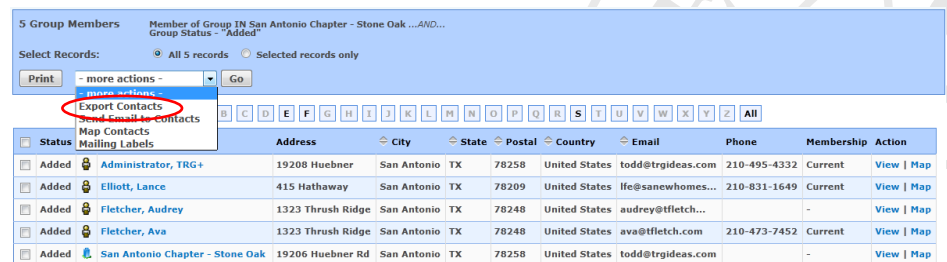 5 Group Members Member of Group IN San Antonio Chapter - Stone Oak ...AND...
Group Status - "Added"
Select Records: All 5 records Selected records only
Print - more actions - Go
- more actions -
Export Contacts B C D E F G H I J K L M N O P Q R S T U V W X Y Z All
Send Email to Contacts
Map Contacts
Mailing Labels
Status Address City State Postal Country Email Phone Membership Action
Added Administrator, TRG+ 19208 Huebner San Antonio TX 78258 United States todd@trgideas.com 210-495-4332 Current View | Map
Added Elliott, Lance 415 Hathaway San Antonio TX 78209 United States lfe@sanewhomes... 210-831-1649 Current View | Map
Added Fletcher, Audrey 1323 Thrush Ridge San Antonio TX 78248 United States audrey@tfletch... - View | Map
Added Fletcher, Ava 1323 Thrush Ridge San Antonio TX 78248 United States ava@tfletch.com 210-473-7452 Current View | Map
Added San Antonio Chapter - Stone Oak 19206 Huebner Rd San Antonio TX 78258 United States todd@trgideas.com - View | Map